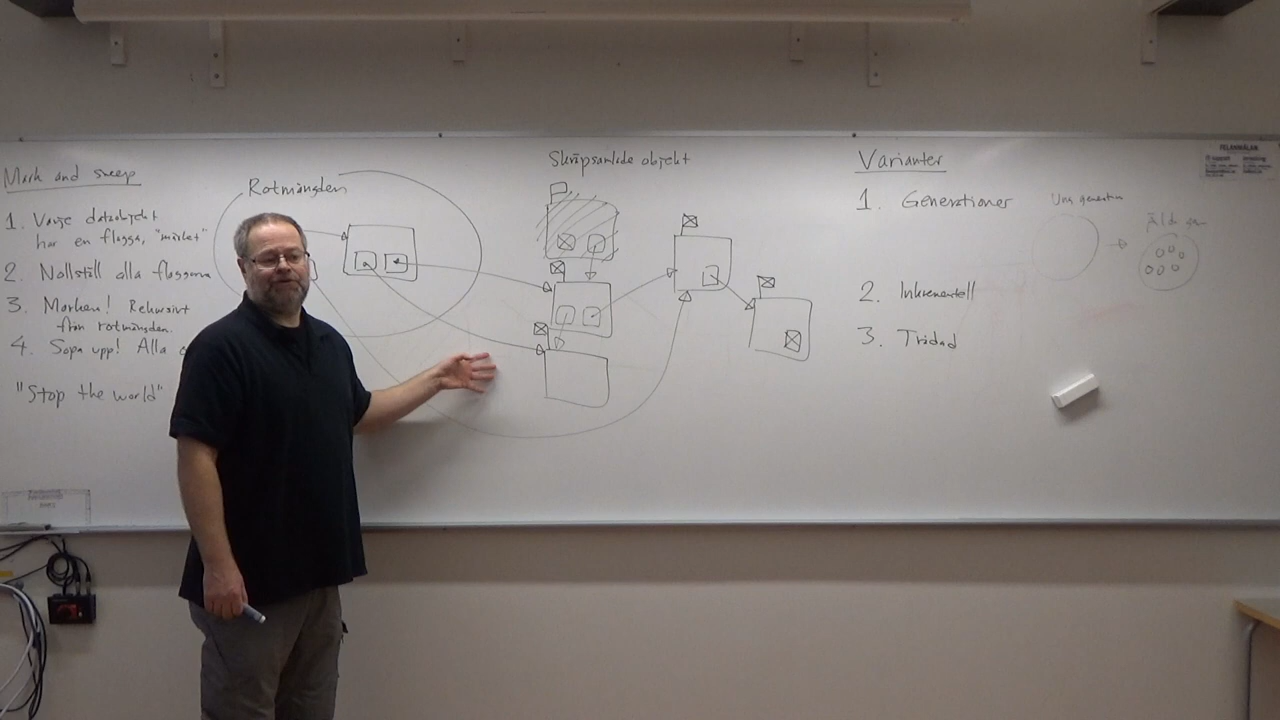 Mark and sweep
1. Varje dataobjekt
har en flagga, "märket"
2. Nollställ alla flaggorna
3. Markera! Rekursivt
från rotmängden.
4. Sopa upp! Alla
"Stop the world"
Rotmängden
Skräpsamlade objekt
Varianter
1. Generationer
Unga generation
Äldre gen
2. Inkrementell
3. Trådad
FELANMÄLAN